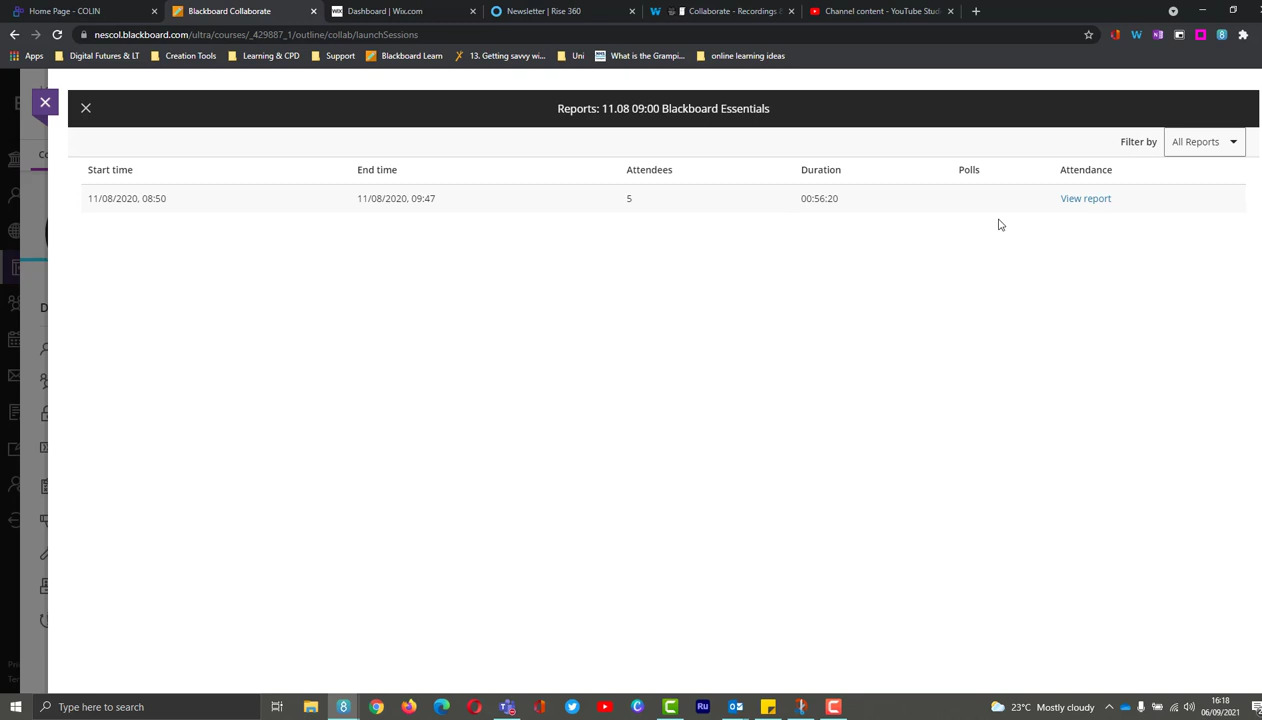 Home Page - COLIN
Blackboard Collaborate
WIX Dashboard | Wix.com
Newsletter | Rise 360
W Collaborate - Recordings &
Channel content - YouTube Studi
nescol.blackboard.com/ultra/courses/_429887_1/outline/collab/launchSessions
Apps Digital Futures & LT Creation Tools Learning & CPD Support Blackboard Learn 13. Getting savvy wi... Uni What is the Grampi... online learning ideas
Reports: 11.08 09:00 Blackboard Essentials
Filter by All Reports
Start time End time Attendees Duration Polls Attendance
11/08/2020, 08:50 11/08/2020, 09:47 5 00:56:20 View report
Type here to search
23°C Mostly cloudy
16:18
06/09/2021